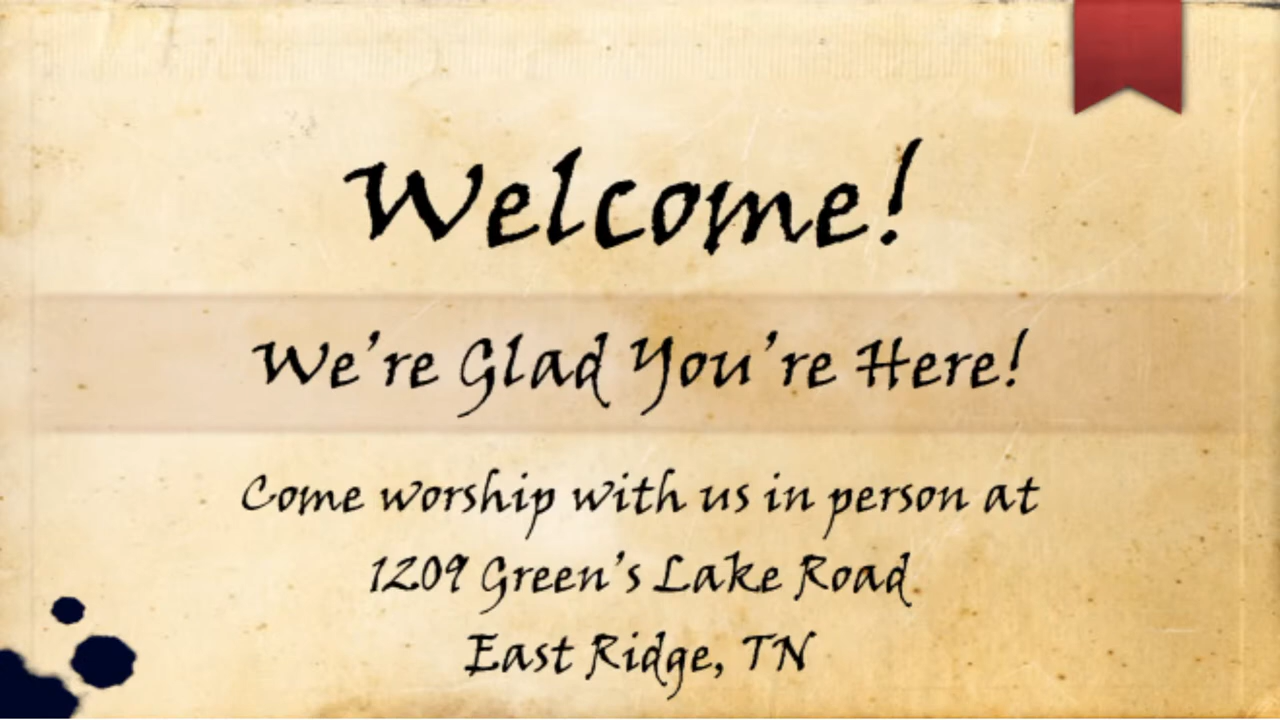 Welcome!
We're Glad You're Here!
Come worship with us in person at
1209 Green's Lake Road
East Ridge, TN